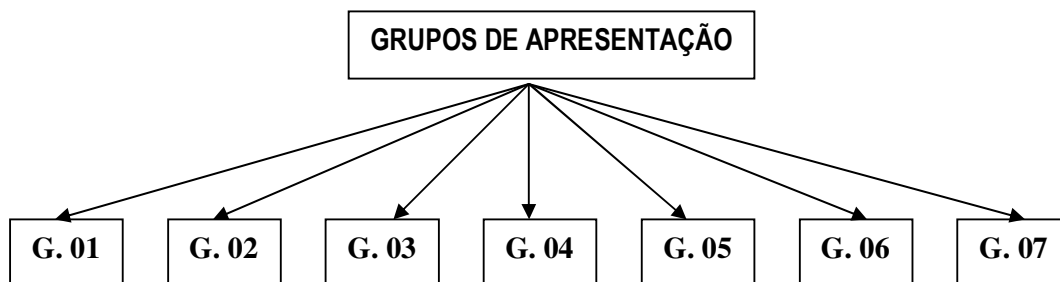 GRUPOS DE APRESENTAÇÃO
G. 01 G. 02 G. 03 G. 04 G. 05 G. 06 G. 07